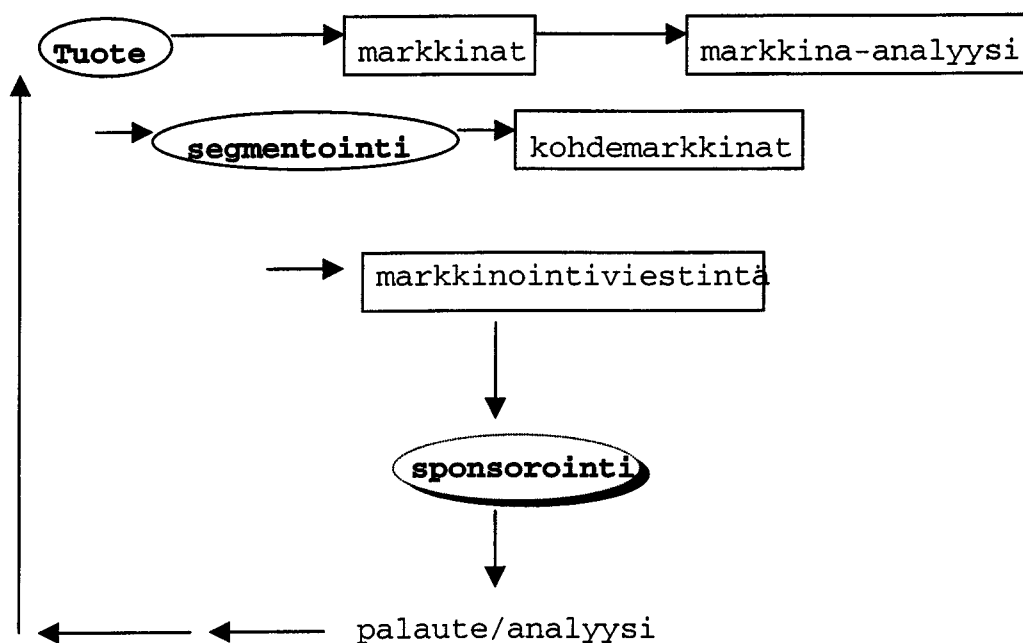 Tuote markkinat markkina-analyysi
segmentointi kohdemarkkinat
markkinointiviestintä
sponsorointi
palaute/analyysi